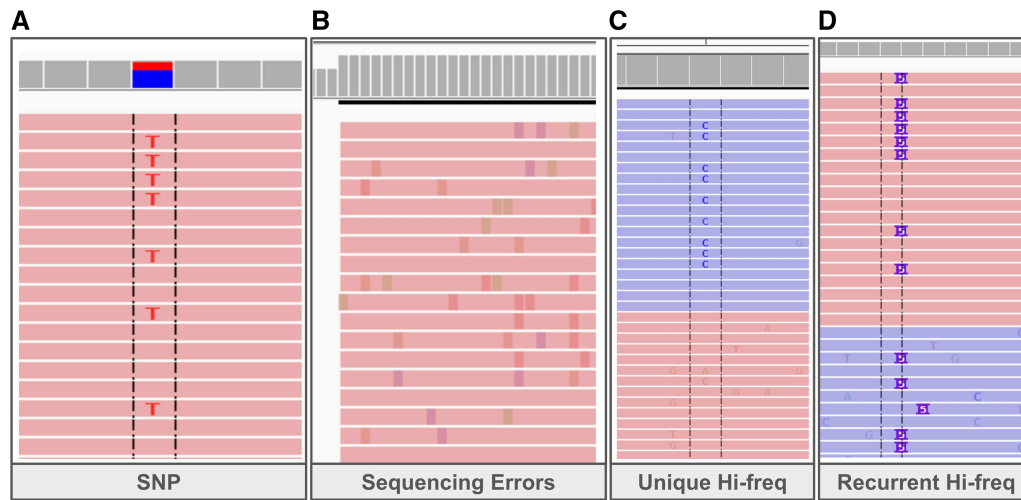 A
T
T
T
T
T
T
T
SNP
B
Sequencing Errors
C
C
T C
C
C
C
C
C G
C
C
A
T
G A G
C
G A
G
T
G
Unique Hi-freq
D
T
T G
A C
C C
G
Recurrent Hi-freq